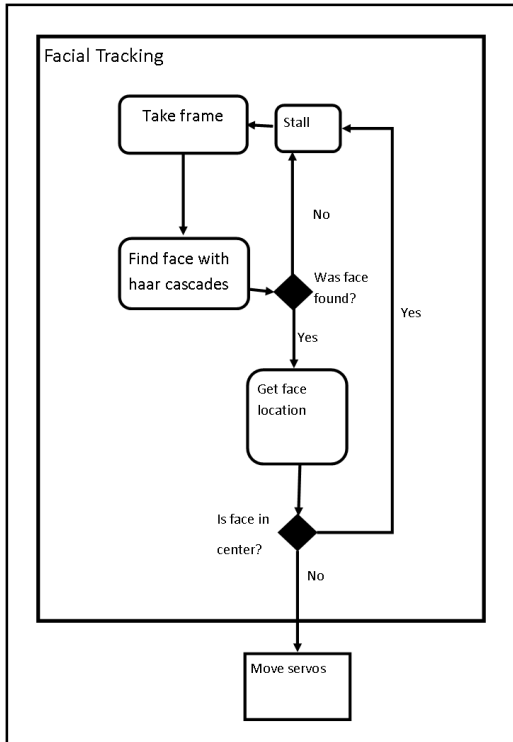 Facial Tracking
Take frame
Stall
No
Find face with
haar cascades
Was face
found?
Yes
Yes
Get face
location
Is face in
center?
No
Move servos